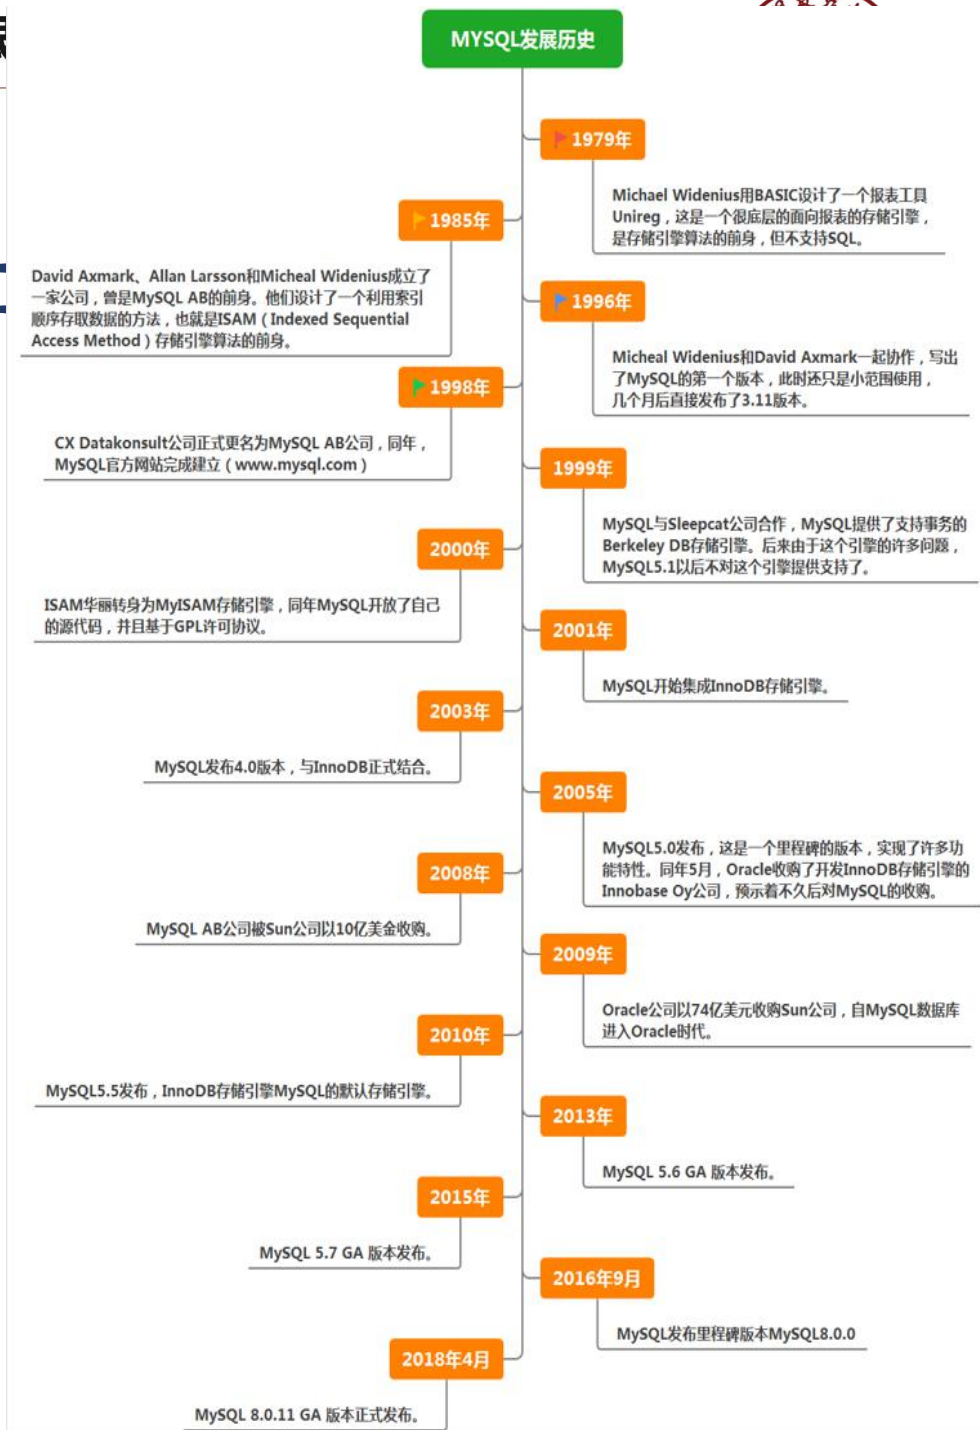 MYSQL发展历史
1979年
Michael Widenius用BASIC设计了一个报表工具
Unireg，这是一个很底层的面向报表的存储引擎，
是存储引擎算法的前身，但不支持SQL。
1985年
David Axmark、Allan Larsson和Micheal Widenius成立了
一家公司，曾是MySQL AB的前身。他们设计了一个利用索引
顺序存取数据的方法，也就是ISAM（Indexed Sequential
Access Method）存储引擎算法的前身。
1996年
Micheal Widenius和David Axmark一起协作，写出
了MySQL的第一个版本，此时还只是小范围使用，
几个月后直接发布了3.11版本。
1998年
CX Datakonsult公司正式更名为MySQL AB公司，同年，
MySQL官方网站完成建立（www.mysql.com）
1999年
MySQL与Sleepcat公司合作，MySQL提供了支持事务的
Berkeley DB存储引擎。后来由于这个引擎的许多问题，
MySQL5.1以后不对这个引擎提供支持了。
2000年
ISAM华丽转身为MyISAM存储引擎，同年MySQL开放了自己
的源代码，并且基于GPL许可协议。
2001年
MySQL开始集成InnoDB存储引擎。
2003年
MySQL发布4.0版本，与InnoDB正式结合。
2005年
MySQL5.0发布，这是一个里程碑的版本，实现了许多功
能特性。同年5月，Oracle收购了开发InnoDB存储引擎的
Innobase Oy公司，预示着不久后对MySQL的收购。
2008年
MySQL AB公司被Sun公司以10亿美金收购。
2009年
Oracle公司以74亿美元收购Sun公司，自MySQL数据库
进入Oracle时代。
2010年
MySQL5.5发布，InnoDB存储引擎MySQL的默认存储引擎。
2013年
MySQL 5.6 GA 版本发布。
2015年
MySQL 5.7 GA 版本发布。
2016年9月
MySQL发布里程碑版本MySQL8.0.0
2018年4月
MySQL 8.0.11 GA 版本正式发布。